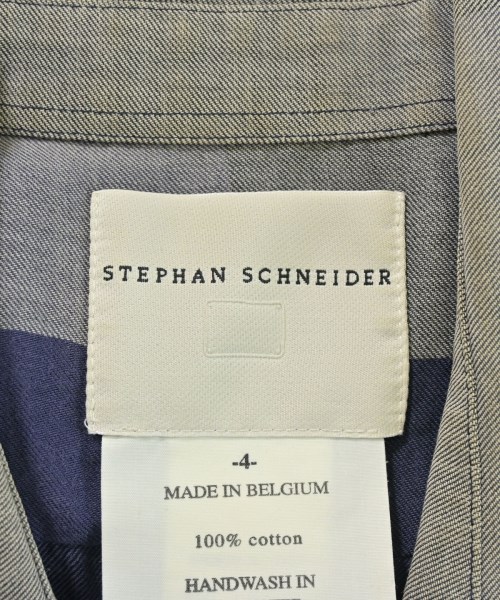 STEPHAN SCHNEIDER
-4-
MADE IN BELGIUM
100% cotton
HANDWASH IN